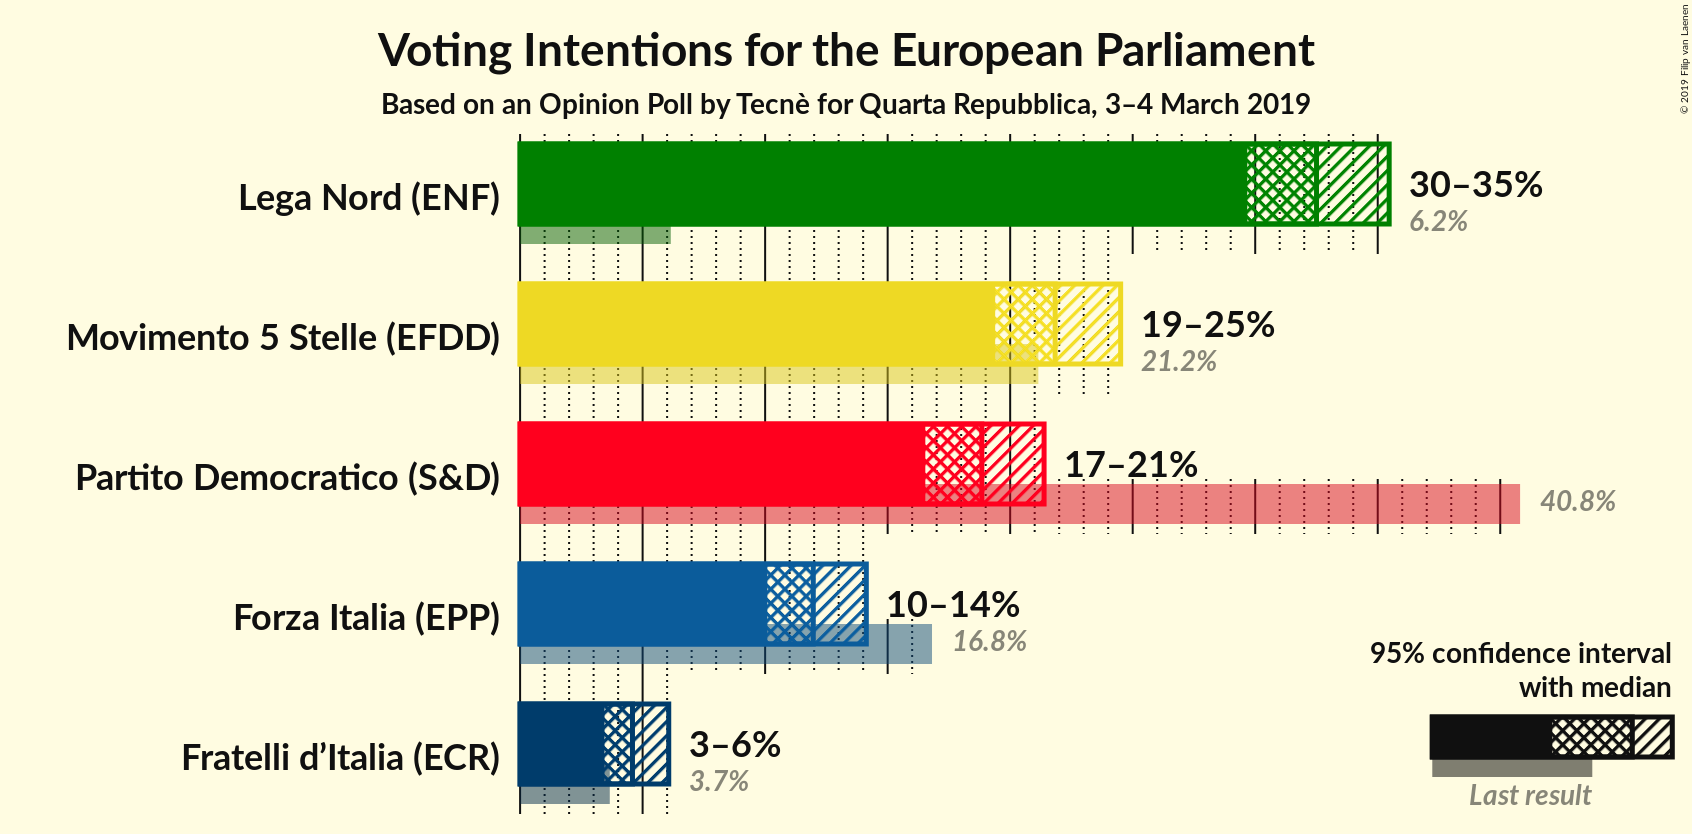 Voting Intentions for the European Parliament
Based on an Opinion Poll by Tecnè for Quarta Repubblica, 3–4 March 2019
© 2019 Filip van Laenen
Lega Nord (ENF)
30–35%
6.2%
Movimento 5 Stelle (EFDD)
19–25%
21.2%
Partito Democratico (S&D)
17–21%
40.8%
Forza Italia (EPP)
10–14%
16.8%
Fratelli d’Italia (ECR)
3–6%
3.7%
95% confidence interval
with median
Last result